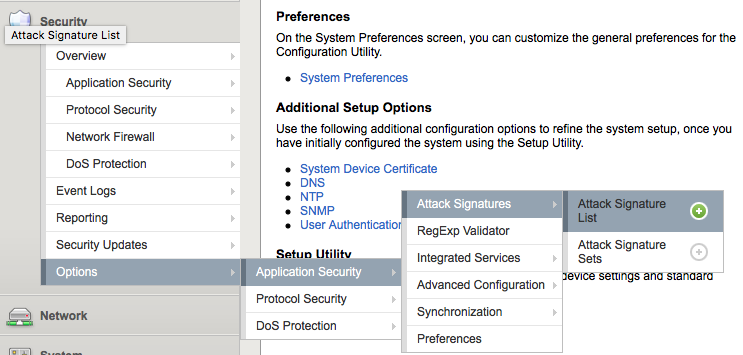 Security
Attack Signature List
Overview
Application Security
Protocol Security
Network Firewall
DoS Protection
Event Logs
Reporting
Security Updates
Options
Network
System
Application Security
Protocol Security
DoS Protection
Attack Signatures
RegExp Validator
Integrated Services
Advanced Configuration
Synchronization
Preferences
Attack Signature
List
Attack Signature
Sets
Preferences
On the System Preferences screen, you can customize the general preferences for the
Configuration Utility.
System Preferences
Additional Setup Options
Use the following additional configuration options to refine the system setup, once you
have initially configured the system using the Setup Utility.
System Device Certificate
DNS
NTP
SNMP
User Authentication
Setup Utility
device settings and standard